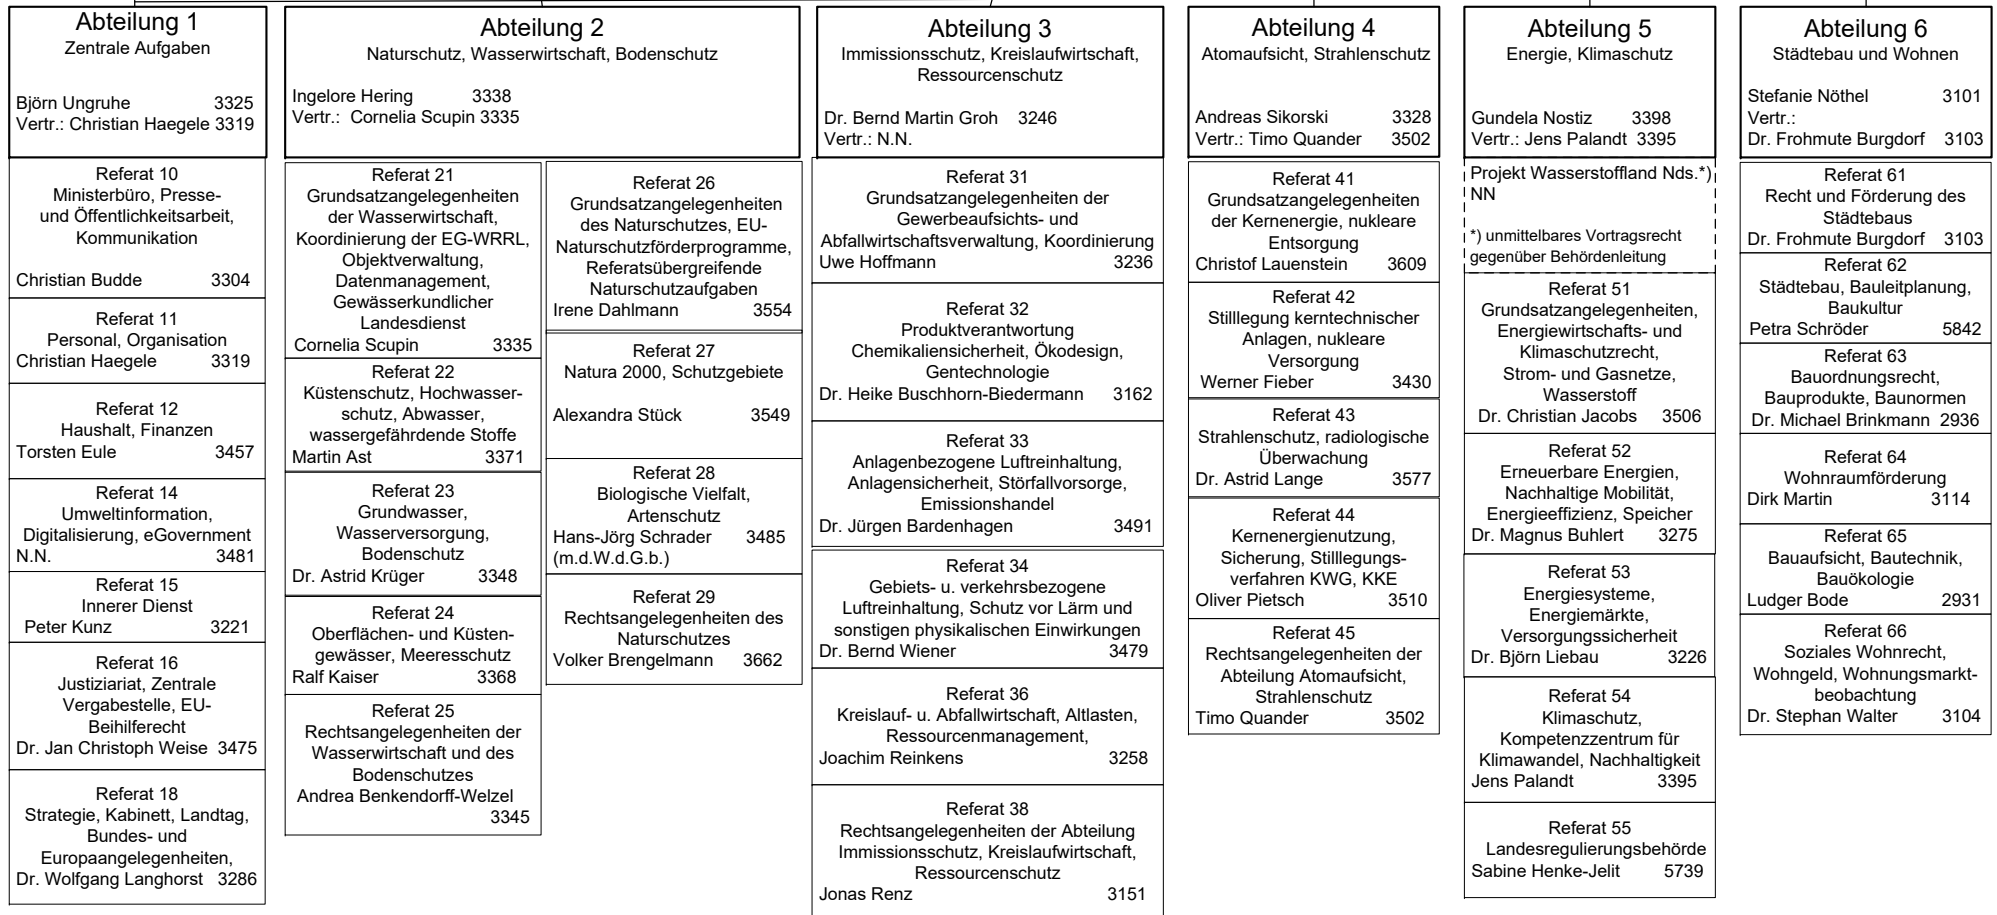 Abteilung 1
Zentrale Aufgaben
Björn Ungruhe 3325
Vertr.: Christian Haegele 3319
Referat 10
Ministerbüro, Presse-
und Öffentlichkeitsarbeit,
Kommunikation
Christian Budde 3304
Referat 11
Personal, Organisation
Christian Haegele 3319
Referat 12
Haushalt, Finanzen
Torsten Eule 3457
Referat 14
Umweltinformation,
Digitalisierung, eGovernment
N.N. 3481
Referat 15
Innerer Dienst
Peter Kunz 3221
Referat 16
Justiziariat, Zentrale
Vergabestelle, EU-
Beihilferecht
Dr. Jan Christoph Weise 3475
Referat 18
Strategie, Kabinett, Landtag,
Bundes- und
Europaangelegenheiten,
Dr. Wolfgang Langhorst 3286
Abteilung 2
Naturschutz, Wasserwirtschaft, Bodenschutz
Ingelore Hering 3338
Vertr.: Cornelia Scupin 3335
Referat 21
Grundsatzangelegenheiten
der Wasserwirtschaft,
Koordinierung der EG-WRRL,
Objektverwaltung,
Datenmanagement,
Gewässerkundlicher
Landesdienst
Cornelia Scupin 3335
Referat 22
Küstenschutz, Hochwasser-
schutz, Abwasser,
wassergefährdende Stoffe
Martin Ast 3371
Referat 23
Grundwasser,
Wasserversorgung,
Bodenschutz
Dr. Astrid Krüger 3348
Referat 24
Oberflächen- und Küsten-
gewässer, Meeresschutz
Ralf Kaiser 3368
Referat 25
Rechtsangelegenheiten der
Wasserwirtschaft und des
Bodenschutzes
Andrea Benkendorff-Welzel
3345
Referat 26
Grundsatzangelegenheiten
des Naturschutzes, EU-
Naturschutzförderprogramme,
Referatsübergreifende
Naturschutzaufgaben
Irene Dahlmann 3554
Referat 27
Natura 2000, Schutzgebiete
Alexandra Stück 3549
Referat 28
Biologische Vielfalt,
Artenschutz
Hans-Jörg Schrader 3485
(m.d.W.d.G.b.)
Referat 29
Rechtsangelegenheiten des
Naturschutzes
Volker Brengelmann 3662
Abteilung 3
Immissionsschutz, Kreislaufwirtschaft,
Ressourcenschutz
Dr. Bernd Martin Groh 3246
Vertr.: N.N.
Referat 31
Grundsatzangelegenheiten der
Gewerbeaufsichts- und
Abfallwirtschaftsverwaltung, Koordinierung
Uwe Hoffmann 3236
Referat 32
Produktverantwortung
Chemikaliensicherheit, Ökodesign,
Gentechnologie
Dr. Heike Buschhorn-Biedermann 3162
Referat 33
Anlagenbezogene Luftreinhaltung,
Anlagensicherheit, Störfallvorsorge,
Emissionshandel
Dr. Jürgen Bardenhagen 3491
Referat 34
Gebiets- u. verkehrsbezogene
Luftreinhaltung, Schutz vor Lärm und
sonstigen physikalischen Einwirkungen
Dr. Bernd Wiener 3479
Referat 36
Kreislauf- u. Abfallwirtschaft, Altlasten,
Ressourcenmanagement,
Joachim Reinkens 3258
Referat 38
Rechtsangelegenheiten der Abteilung
Immissionsschutz, Kreislaufwirtschaft,
Ressourcenschutz
Jonas Renz 3151
Abteilung 4
Atomaufsicht, Strahlenschutz
Andreas Sikorski 3328
Vertr.: Timo Quander 3502
Referat 41
Grundsatzangelegenheiten
der Kernenergie, nukleare
Entsorgung
Christof Lauenstein 3609
Referat 42
Stilllegung kerntechnischer
Anlagen, nukleare
Versorgung
Werner Fieber 3430
Referat 43
Strahlenschutz, radiologische
Überwachung
Dr. Astrid Lange 3577
Referat 44
Kernenergienutzung,
Sicherung, Stilllegungs-
verfahren KWG, KKE
Oliver Pietsch 3510
Referat 45
Rechtsangelegenheiten der
Abteilung Atomaufsicht,
Strahlenschutz
Timo Quander 3502
Abteilung 5
Energie, Klimaschutz
Gundela Nostiz 3398
Vertr.: Jens Palandt 3395
Projekt Wasserstoffland Nds.*)
NN
*) unmittelbares Vortragsrecht
gegenüber Behördenleitung
Referat 51
Grundsatzangelegenheiten,
Energiewirtschafts- und
Klimaschutzrecht,
Strom- und Gasnetze,
Wasserstoff
Dr. Christian Jacobs 3506
Referat 52
Erneuerbare Energien,
Nachhaltige Mobilität,
Energieeffizienz, Speicher
Dr. Magnus Buhlert 3275
Referat 53
Energiesysteme,
Energiemärkte,
Versorgungssicherheit
Dr. Björn Liebau 3226
Referat 54
Klimaschutz,
Kompetenzzentrum für
Klimawandel, Nachhaltigkeit
Jens Palandt 3395
Referat 55
Landesregulierungsbehörde
Sabine Henke-Jelit 5739
Abteilung 6
Städtebau und Wohnen
Stefanie Nöthel 3101
Vertr.:
Dr. Frohmute Burgdorf 3103
Referat 61
Recht und Förderung des
Städtebaus
Dr. Frohmute Burgdorf 3103
Referat 62
Städtebau, Bauleitplanung,
Baukultur
Petra Schröder 5842
Referat 63
Bauordnungsrecht,
Bauprodukte, Baunormen
Dr. Michael Brinkmann 2936
Referat 64
Wohnraumförderung
Dirk Martin 3114
Referat 65
Bauaufsicht, Bautechnik,
Bauökologie
Ludger Bode 2931
Referat 66
Soziales Wohnrecht,
Wohngeld, Wohnungsmarkt-
beobachtung
Dr. Stephan Walter 3104